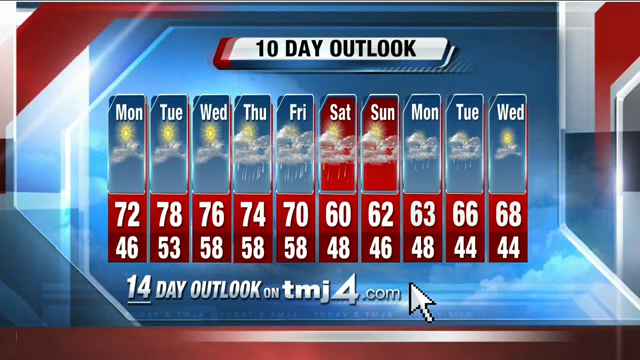 10 DAY OUTLOOK
Mon Tue Wed Thu Fri Sat Sun Mon Tue Wed
72 78 76 74 70 60 62 63 66 68
46 53 58 58 58 48 46 48 44 44
14 DAY OUTLOOK ON tmj4.com